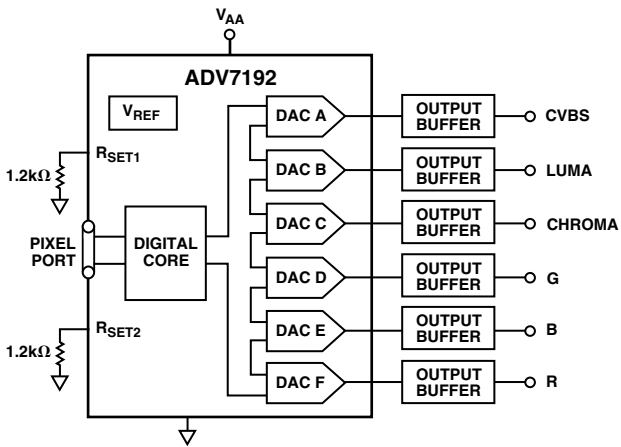 VAA
ADV7192
VREF
RSET1
1.2kΩ
PIXEL
PORT
DIGITAL
CORE
RSET2
1.2kΩ
DAC A
OUTPUT
BUFFER
CVBS
DAC B
OUTPUT
BUFFER
LUMA
DAC C
OUTPUT
BUFFER
CHROMA
DAC D
OUTPUT
BUFFER
G
DAC E
OUTPUT
BUFFER
B
DAC F
OUTPUT
BUFFER
R